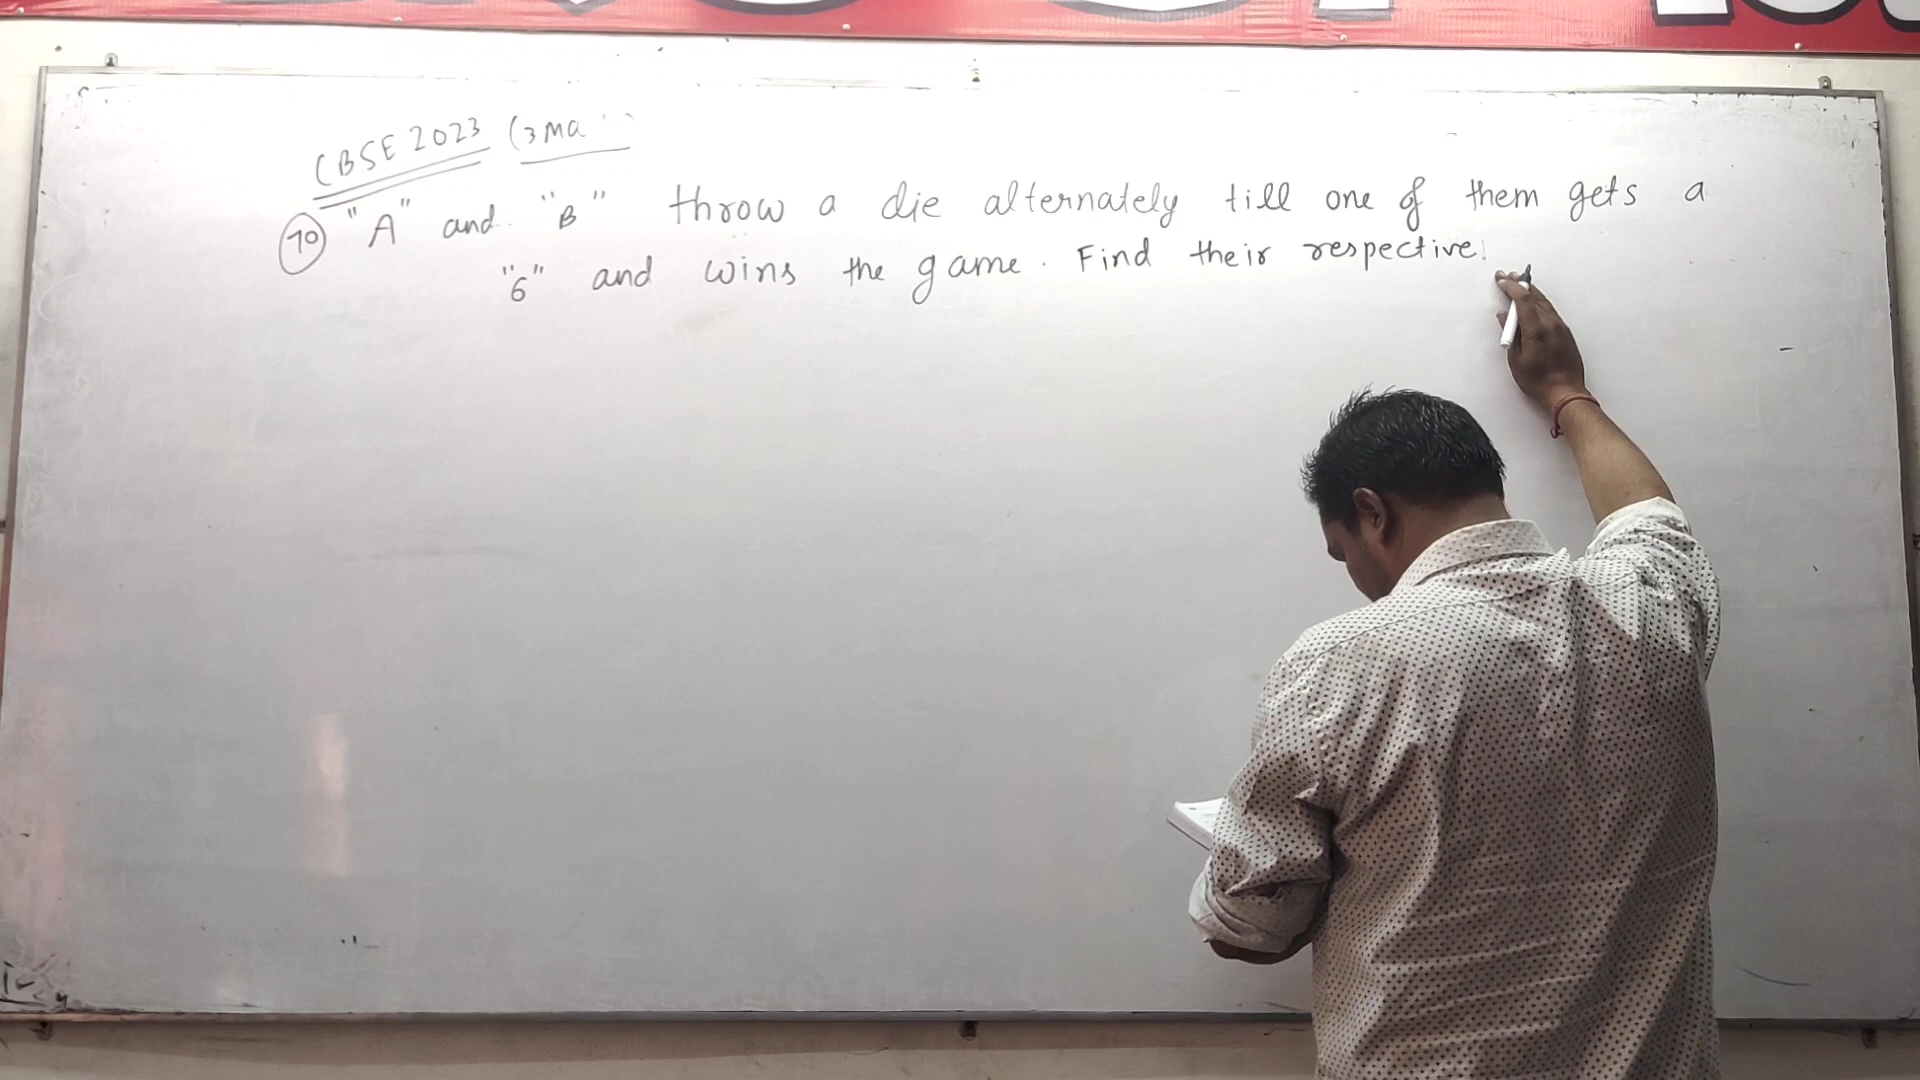 CBSE 2023 (3 Ma
70 "A" and "B" throw a die alternately till one of them gets a
"6" and wins the game. Find their respective